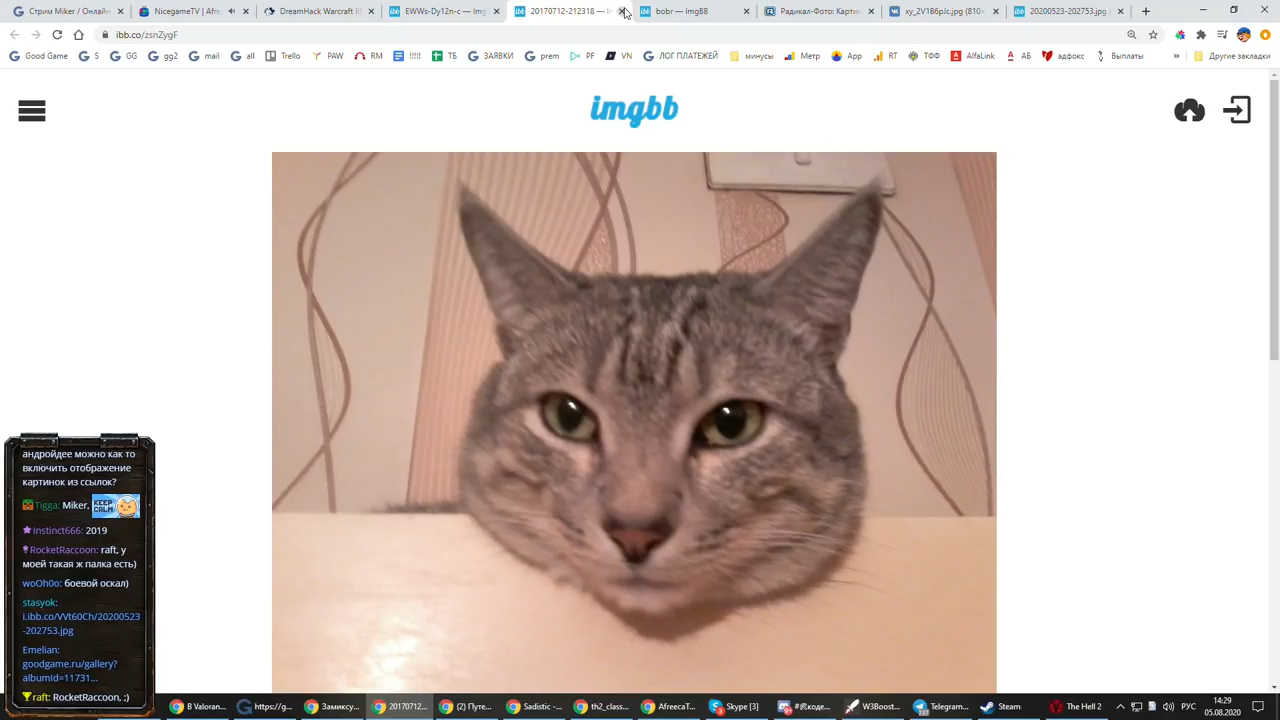 Стрим Miker / Онлайн
NicegameTV | Afre
DreamHack Warcraft III
EWWs-Dy12n-c — Img
20170712-212318 — I
bobr — ImgBB
Радикал-Фото: Карти
xy_2V1B6pJc.jpg (810×
20200523-202753.jpg
ibb.co/zsnZygF
Good Game
S
GG
gg2
mail
all
Trello
PAW
RM
!!!!!
ТБ
ЗАЯВКИ
prem
PF
VN
ЛОГ ПЛАТЕЖЕЙ
минусы
Метр
App
RT
ТФФ
AlfaLink
АБ
адфокс
Выплаты
»
Другие закладки
imgbb
андройдее можно как то
включить отображение
картинок из ссылок?
Tigga: Miker, KEEP CALM
Instinct666: 2019
RocketRaccoon: raft, у
моей такая ж палка есть)
woOh0o: боевой оскал)
stasyok:
i.ibb.co/VVt60Ch/20200523
-202753.jpg
Emelian:
goodgame.ru/gallery?
albumId=11731...
raft: RocketRaccoon, ;)
В Valoran...
https://g...
Замиксу...
20170712...
(2) Путе...
Sadistic -...
th2_class...
AfreecaT...
Skype [3]
#🔒коде...
W3Boost...
Telegram...
Steam
The Hell 2
РУС
14:29
05.08.2020